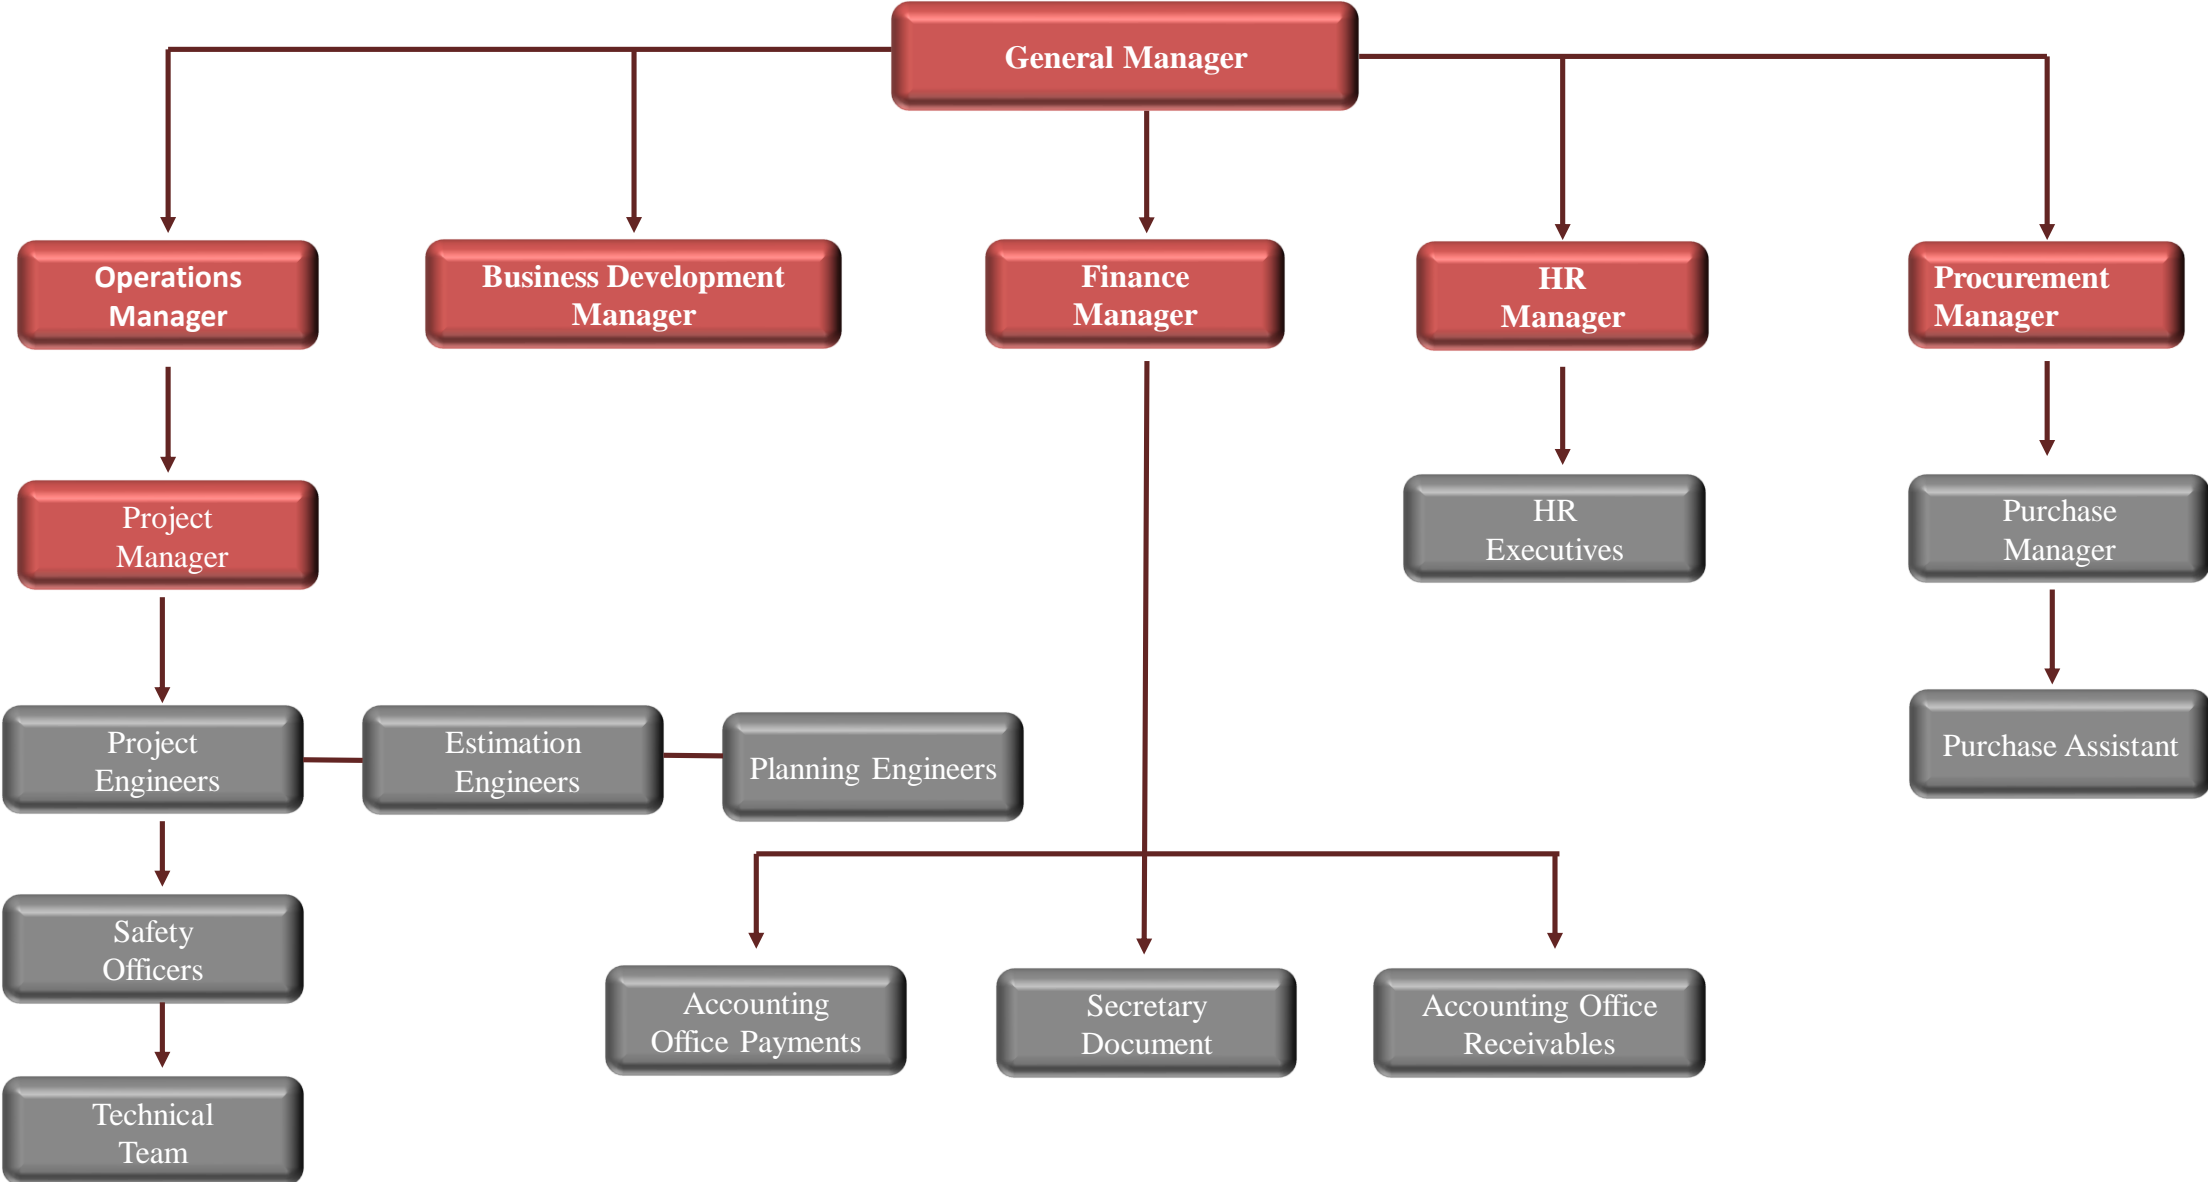 General Manager
Operations
Manager
Business Development
Manager
Finance
Manager
HR
Manager
Procurement
Manager
Project
Manager
HR
Executives
Purchase
Manager
Project
Engineers
Estimation
Engineers
Planning Engineers
Purchase Assistant
Safety
Officers
Accounting
Office Payments
Secretary
Document
Accounting Office
Receivables
Technical
Team